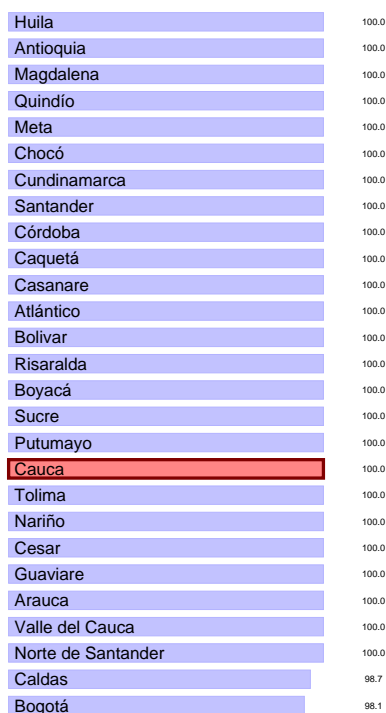 Huila 100.0
Antioquia 100.0
Magdalena 100.0
Quindío 100.0
Meta 100.0
Chocó 100.0
Cundinamarca 100.0
Santander 100.0
Córdoba 100.0
Caquetá 100.0
Casanare 100.0
Atlántico 100.0
Bolivar 100.0
Risaralda 100.0
Boyacá 100.0
Sucre 100.0
Putumayo 100.0
Cauca 100.0
Tolima 100.0
Nariño 100.0
Cesar 100.0
Guaviare 100.0
Arauca 100.0
Valle del Cauca 100.0
Norte de Santander 100.0
Caldas 98.7
Bogotá 98.1